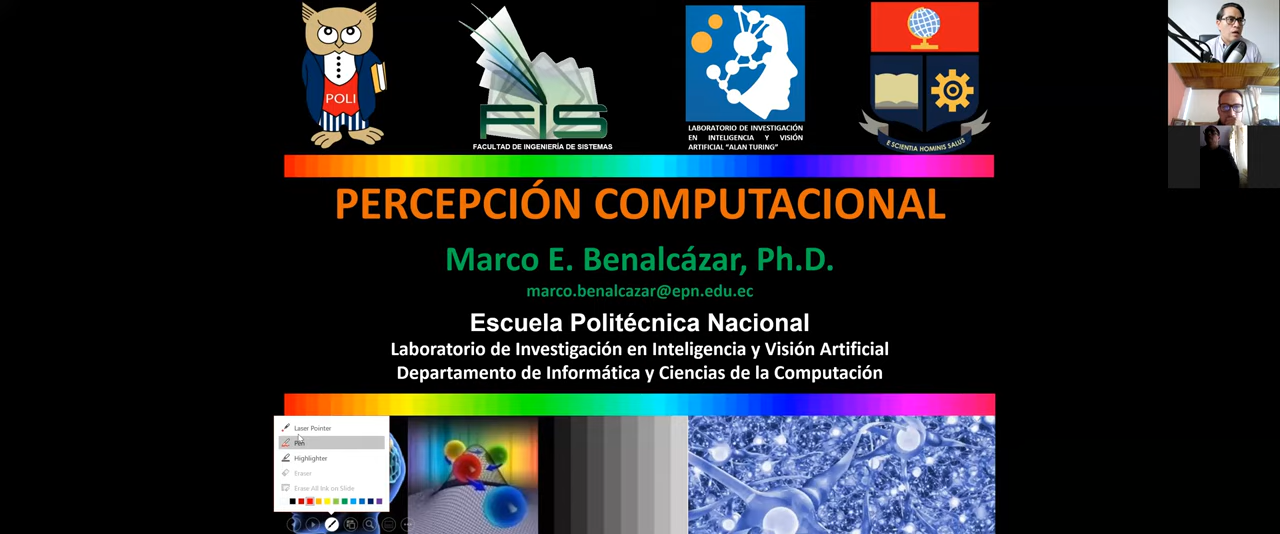 POLI
FIS
FACULTAD DE INGENIERÍA DE SISTEMAS
LABORATORIO DE INVESTIGACIÓN
EN INTELIGENCIA Y VISIÓN
ARTIFICIAL "ALAN TURING"
E SCIENTIA HOMINIS SALUS
PERCEPCIÓN COMPUTACIONAL
Marco E. Benalcázar, Ph.D.
marco.benalcazar@epn.edu.ec
Escuela Politécnica Nacional
Laboratorio de Investigación en Inteligencia y Visión Artificial
Departamento de Informática y Ciencias de la Computación
Laser Pointer
Pen
Highlighter
Eraser
Erase All Ink on Slide